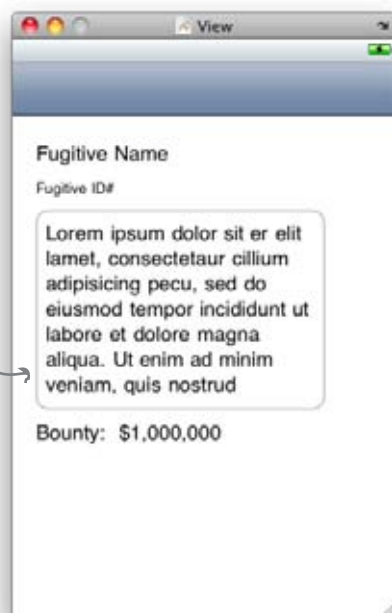 View
Fugitive Name
Fugitive ID#
Lorem ipsum dolor sit er elit
lamet, consectetaur cillium
adipisicing pecu, sed do
eiusmod tempor incididunt ut
labore et dolore magna
aliqua. Ut enim ad minim
veniam, quis nostrud
Bounty: $1,000,000